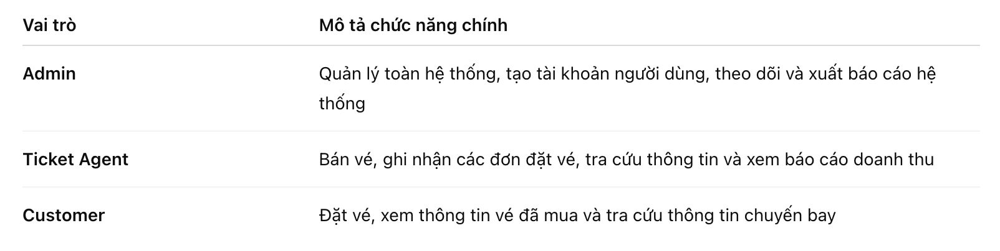 Vai trò Mô tả chức năng chính
Admin Quản lý toàn hệ thống, tạo tài khoản người dùng, theo dõi và xuất báo cáo hệ
thống
Ticket Agent Bán vé, ghi nhận các đơn đặt vé, tra cứu thông tin và xem báo cáo doanh thu
Customer Đặt vé, xem thông tin vé đã mua và tra cứu thông tin chuyến bay